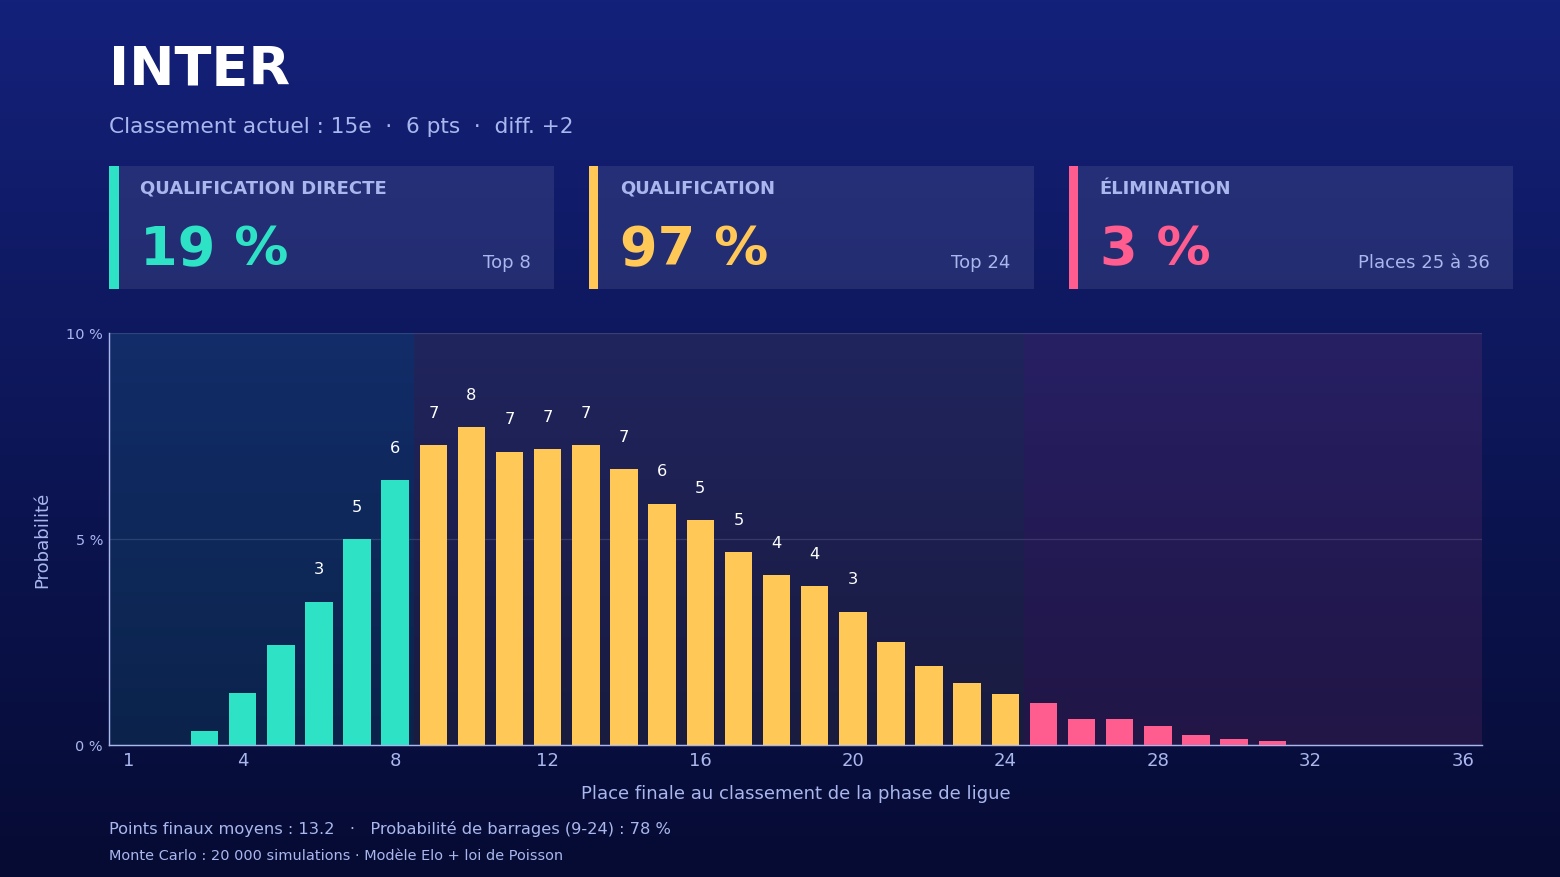 INTER
Classement actuel : 15e · 6 pts · diff. +2
QUALIFICATION DIRECTE
19 %
Top 8
QUALIFICATION
97 %
Top 24
ÉLIMINATION
3 %
Places 25 à 36
10 %
5 %
0 %
Probabilité
3
5
6
7
8
7
7
7
7
6
5
5
4
4
3
1
4
8
12
16
20
24
28
32
36
Place finale au classement de la phase de ligue
Points finaux moyens : 13.2 · Probabilité de barrages (9-24) : 78 %
Monte Carlo : 20 000 simulations · Modèle Elo + loi de Poisson